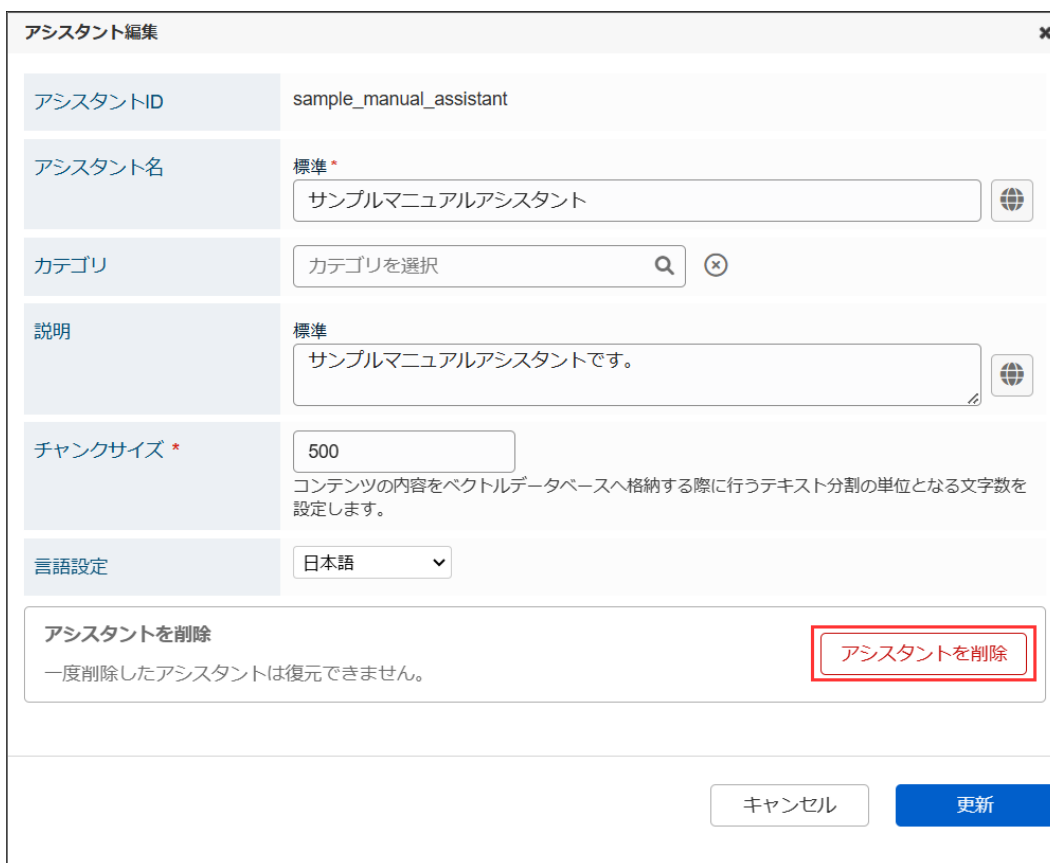 アシスタント編集
アシスタントID
sample_manual_assistant
アシスタント名
標準 *
サンプルマニュアルアシスタント
カテゴリ
カテゴリを選択
説明
標準
サンプルマニュアルアシスタントです。
チャンクサイズ *
500
コンテンツの内容をベクトルデータベースへ格納する際に行うテキスト分割の単位となる文字数を
設定します。
言語設定
日本語
アシスタントを削除
一度削除したアシスタントは復元できません。
アシスタントを削除
キャンセル
更新